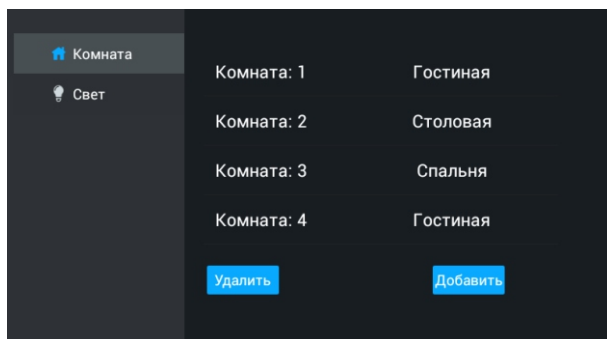 Комната
Свет
Комната: 1 Гостиная
Комната: 2 Столовая
Комната: 3 Спальня
Комната: 4 Гостиная
Удалить Добавить